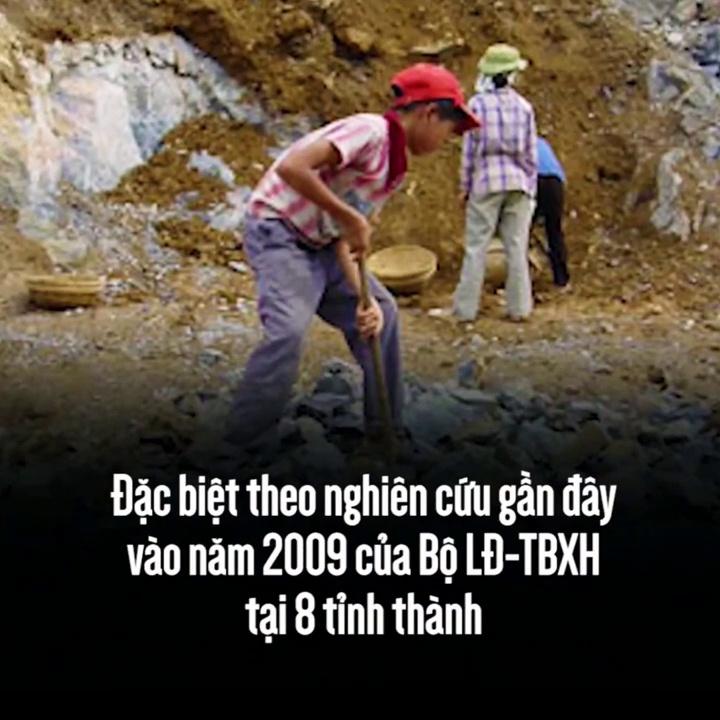 Đặc biệt theo nghiên cứu gần đây
vào năm 2009 của Bộ LĐ-TBXH
tại 8 tỉnh thành